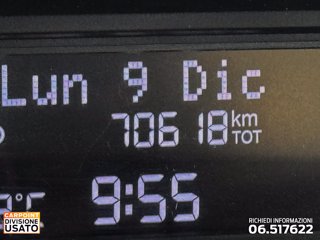 Lun 9 Dic
70618 km
TOT
°C
9:55
CARPOINT
DIVISIONE
USATO
RICHIEDI INFORMAZIONI
06.517622